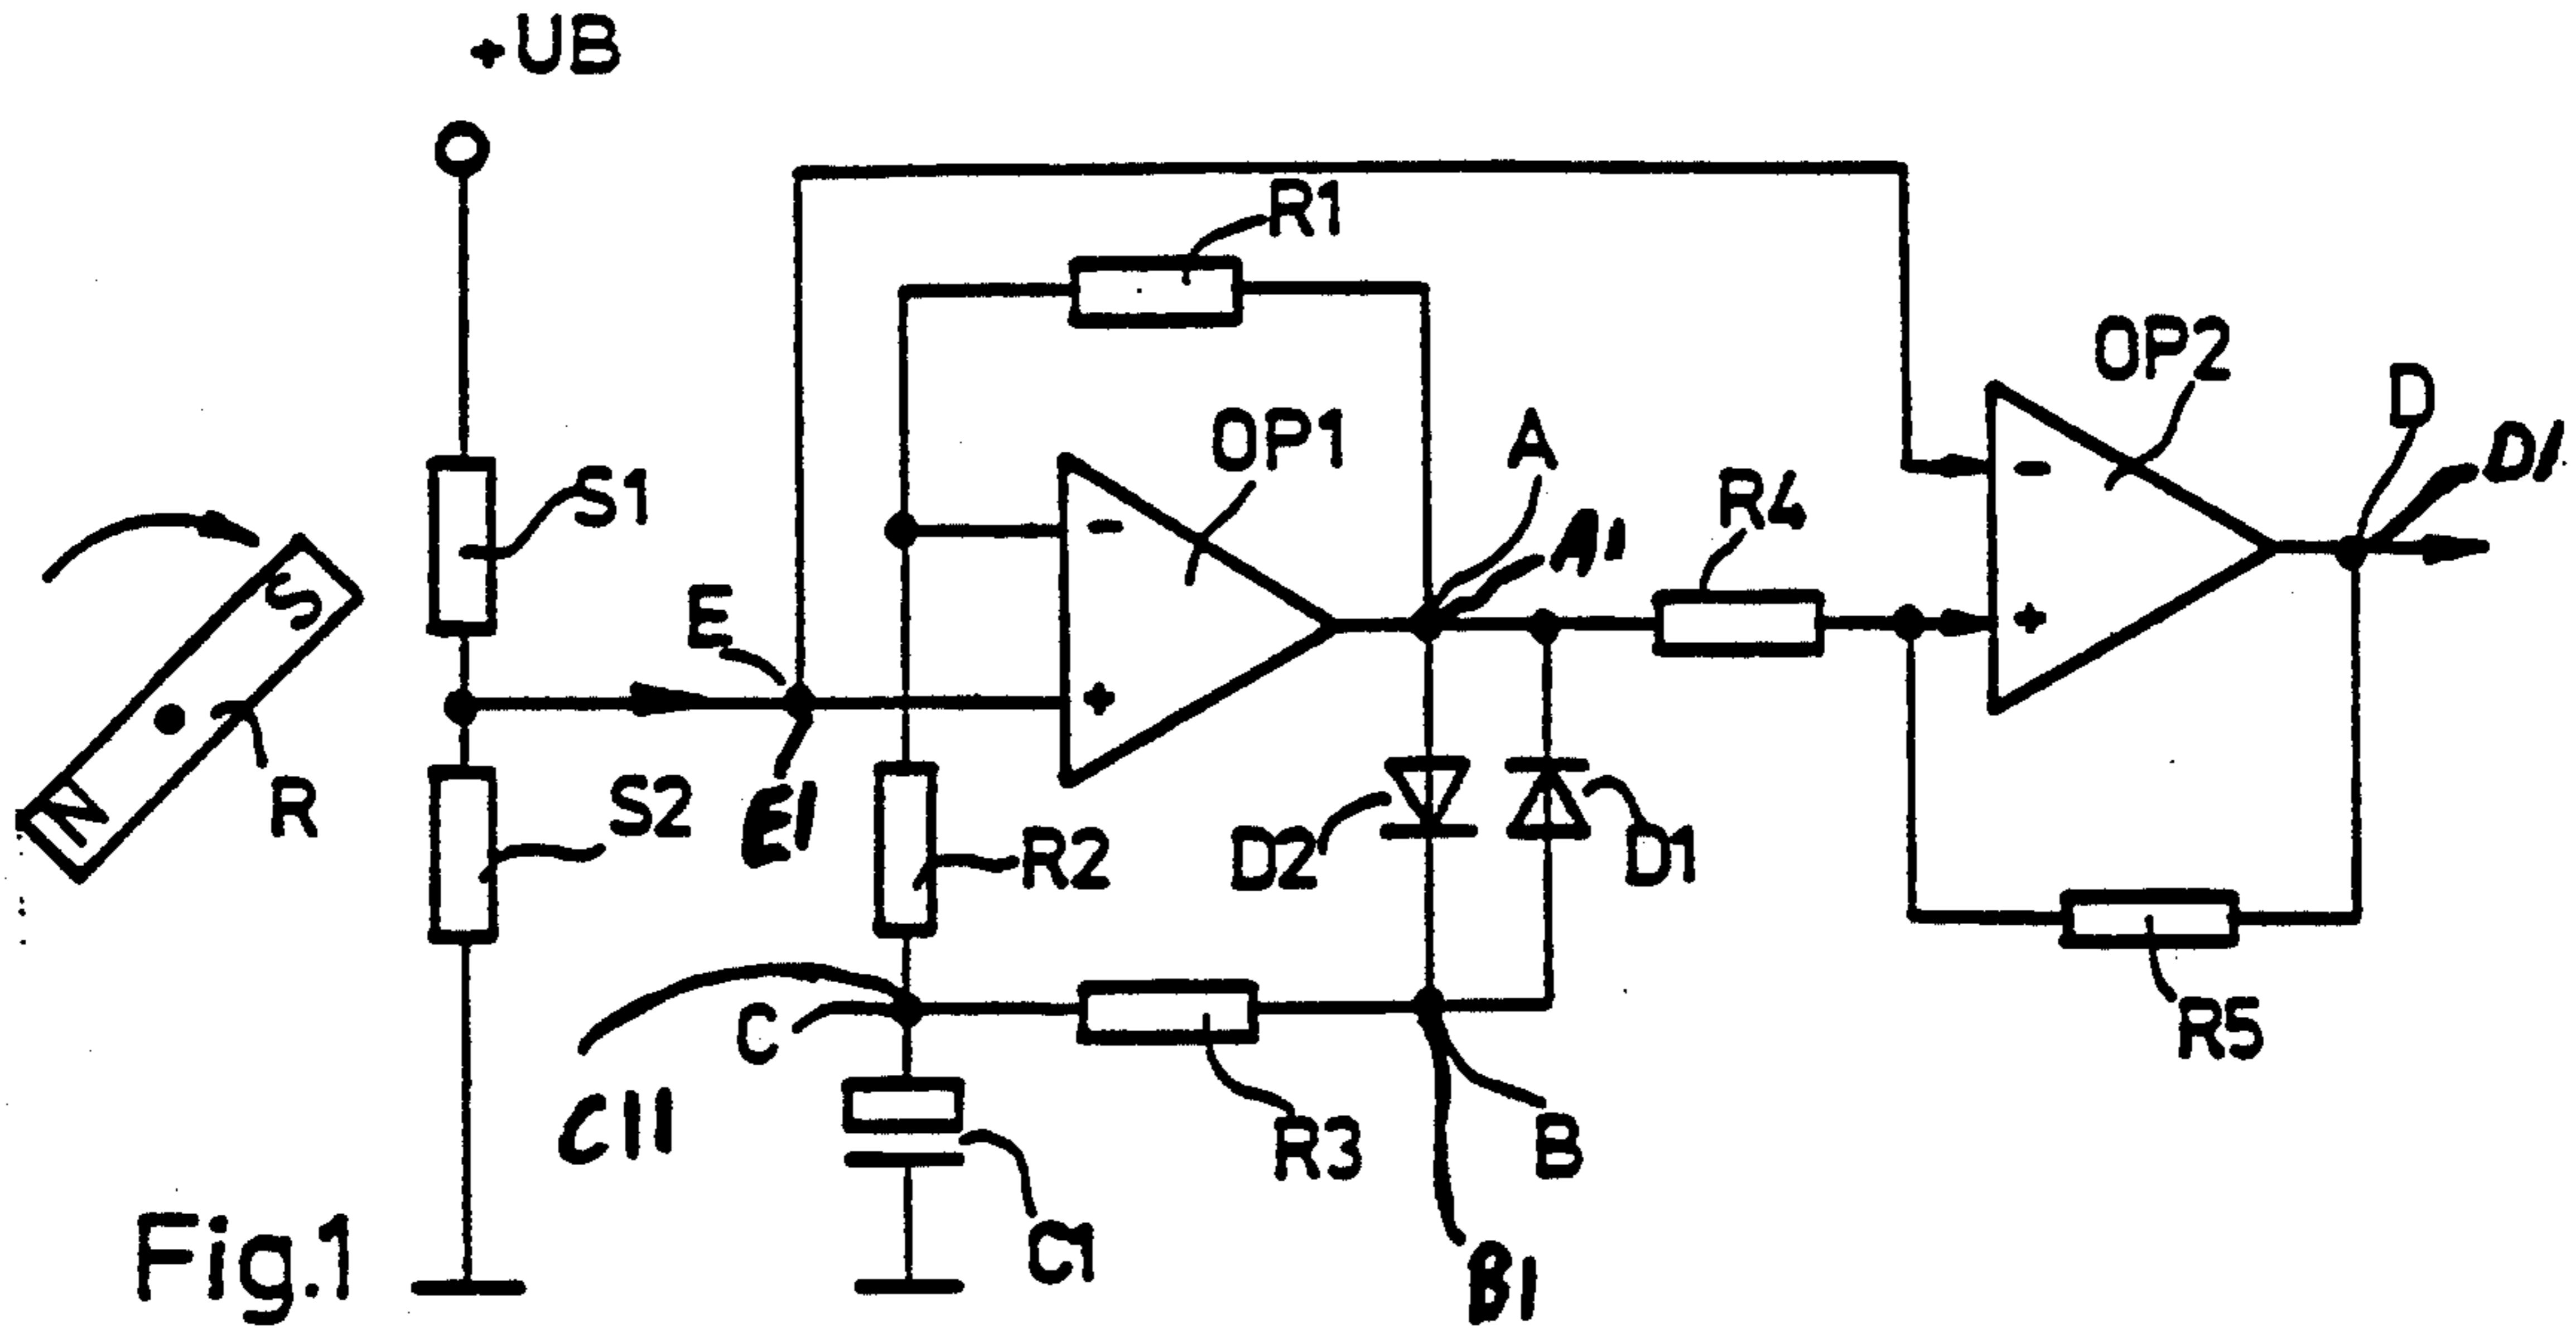 +UB
R1
OP2
D
D1
OP1
A
A1
R4
S1
S
E
-
+
-
+
R
N
S2
E1
R2
D2
D1
C
R3
B
R5
C11
C1
B1
Fig.1